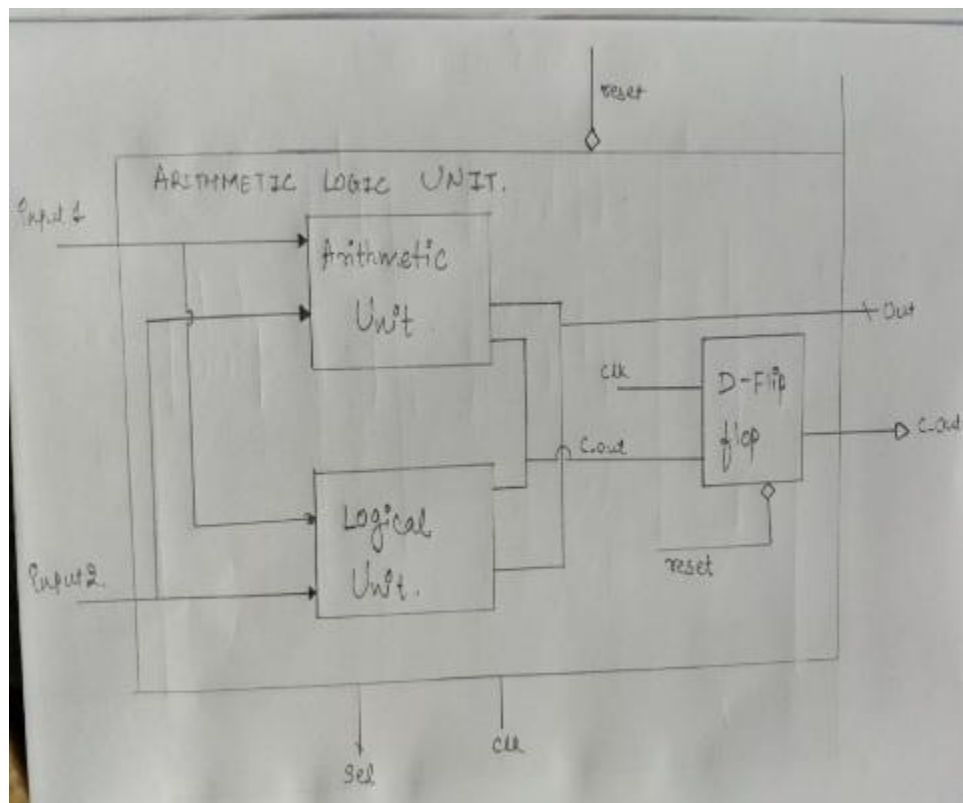 reset
ARITHMETIC LOGIC UNIT.
Input 1
Arithmetic
Unit.
Out
Clk
D-Flip
flop
C-out
C-out
Logical
Unit.
reset
Input 2
Sel
Clk